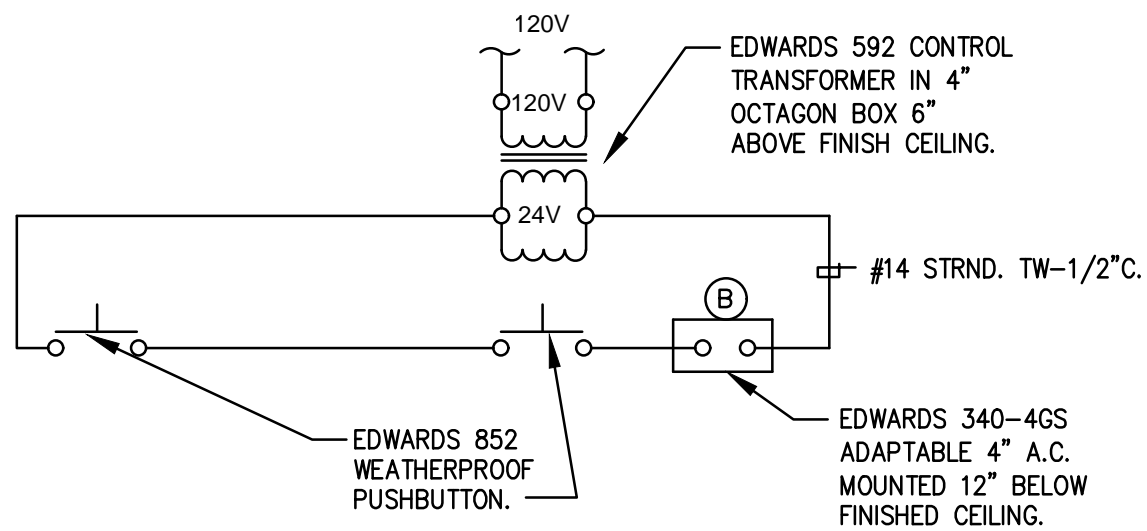 120V
120V
EDWARDS 592 CONTROL
TRANSFORMER IN 4"
OCTAGON BOX 6"
ABOVE FINISH CEILING.
24V
#14 STRND. TW-1/2"C.
B
EDWARDS 852
WEATHERPROOF
PUSHBUTTON.
EDWARDS 340-4GS
ADAPTABLE 4" A.C.
MOUNTED 12" BELOW
FINISHED CEILING.